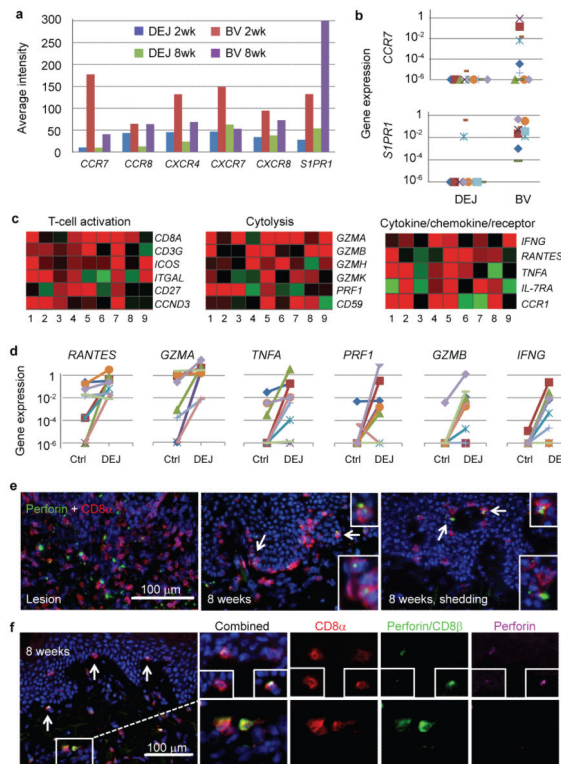 a
DEJ 2wk BV 2wk
DEJ 8wk BV 8wk
Average intensity
300
250
200
150
100
50
0
CCR7 CCR8 CXCR4 CXCR7 CXCR8 S1PR1
b
Gene expression
CCR7
1
10-2
10-4
10-6
S1PR1
1
10-2
10-4
10-6
DEJ BV
c
T-cell activation
CD8A
CD3G
ICOS
ITGAL
CD27
CCND3
1 2 3 4 5 6 7 8 9
Cytolysis
GZMA
GZMB
GZMH
GZMK
PRF1
CD59
1 2 3 4 5 6 7 8 9
Cytokine/chemokine/receptor
IFNG
RANTES
TNFA
IL-7RA
CCR1
1 2 3 4 5 6 7 8 9
d
RANTES GZMA TNFA PRF1 GZMB IFNG
Gene expression
1
10-2
10-4
10-6
Ctrl DEJ Ctrl DEJ Ctrl DEJ Ctrl DEJ Ctrl DEJ Ctrl DEJ
e
Perforin + CD8α
Lesion
100 µm
8 weeks
8 weeks, shedding
f
8 weeks
100 µm
Combined CD8α Perforin/CD8β Perforin